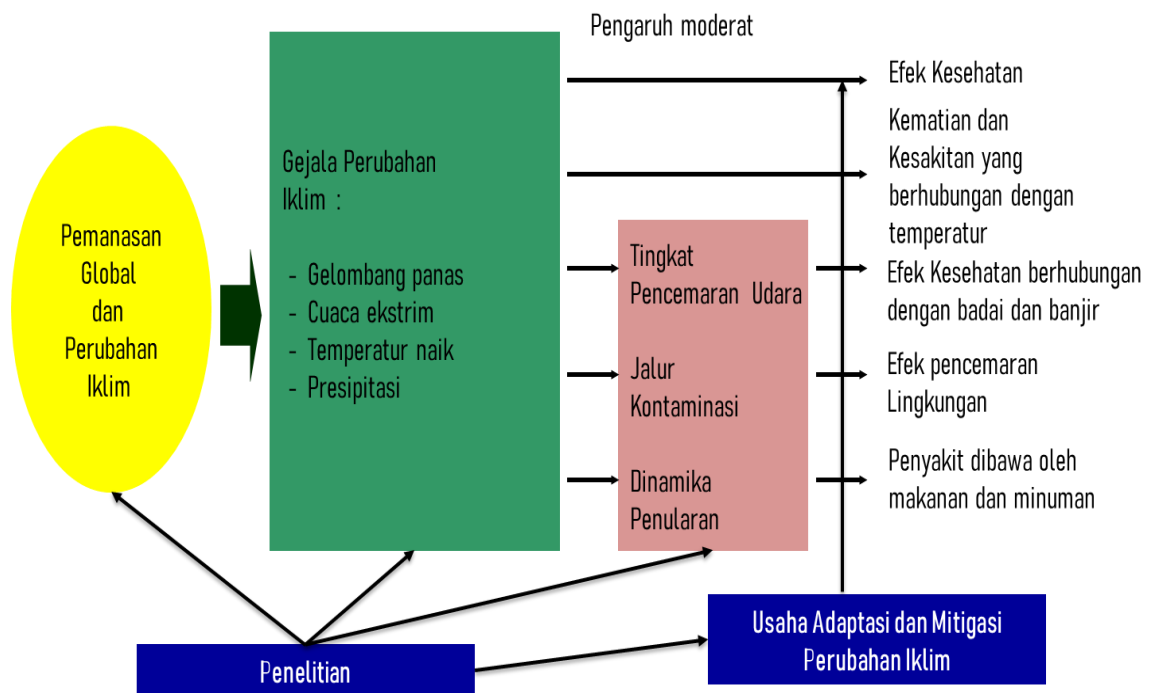 Pengaruh moderat
Pemanasan
Global
dan
Perubahan
Iklim
Gejala Perubahan
Iklim :
- Gelombang panas
- Cuaca ekstrim
- Temperatur naik
- Presipitasi
Tingkat
Pencemaran Udara
Jalur
Kontaminasi
Dinamika
Penularan
Efek Kesehatan
Kematian dan
Kesakitan yang
berhubungan dengan
temperatur
Efek Kesehatan berhubungan
dengan badai dan banjir
Efek pencemaran
Lingkungan
Penyakit dibawa oleh
makanan dan minuman
Penelitian
Usaha Adaptasi dan Mitigasi
Perubahan Iklim